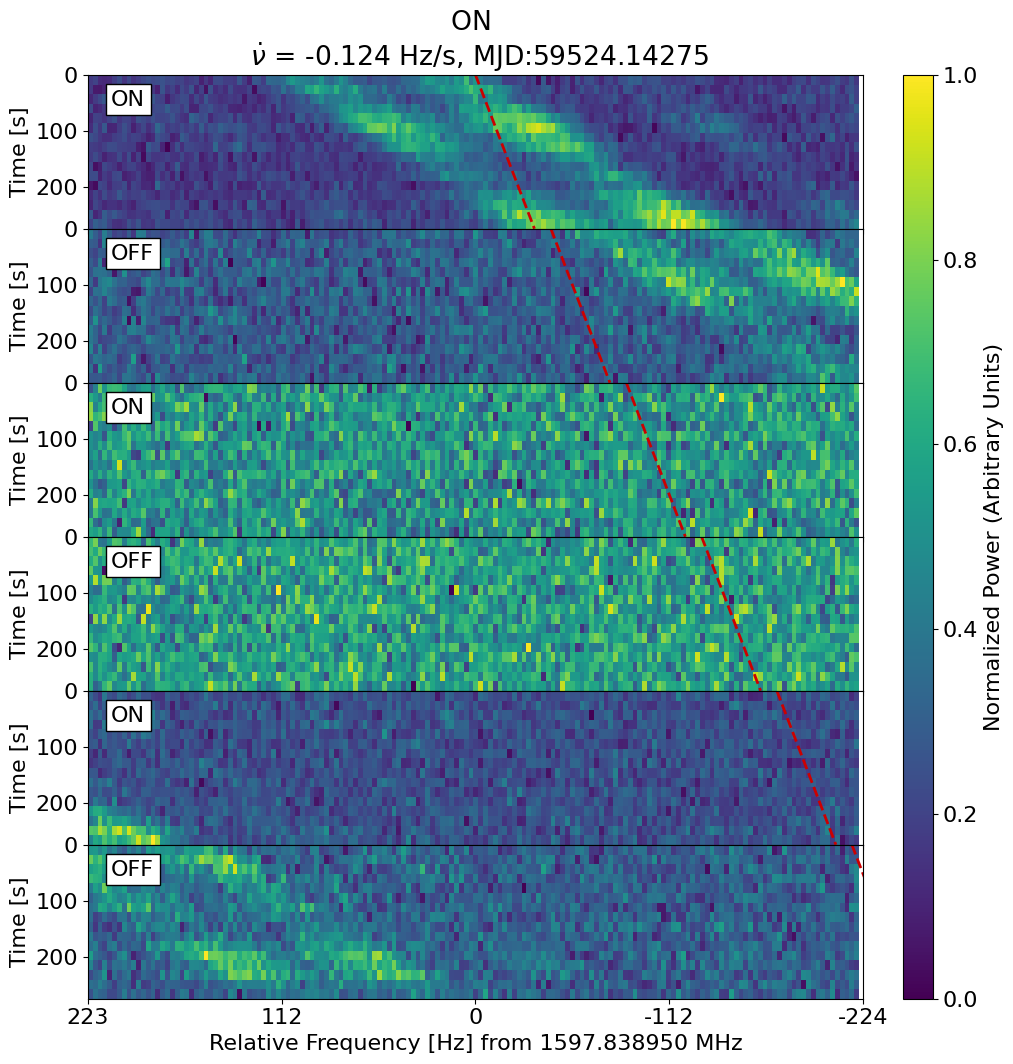 ON
ν̇ = -0.124 Hz/s, MJD:59524.14275
0
ON
100
Time [s]
200
0
OFF
100
Time [s]
200
0
ON
100
Time [s]
200
0
OFF
100
Time [s]
200
0
ON
100
Time [s]
200
0
OFF
100
Time [s]
200
223 112 0 -112 -224
Relative Frequency [Hz] from 1597.838950 MHz
1.0
0.8
0.6
0.4
0.2
0.0
Normalized Power (Arbitrary Units)